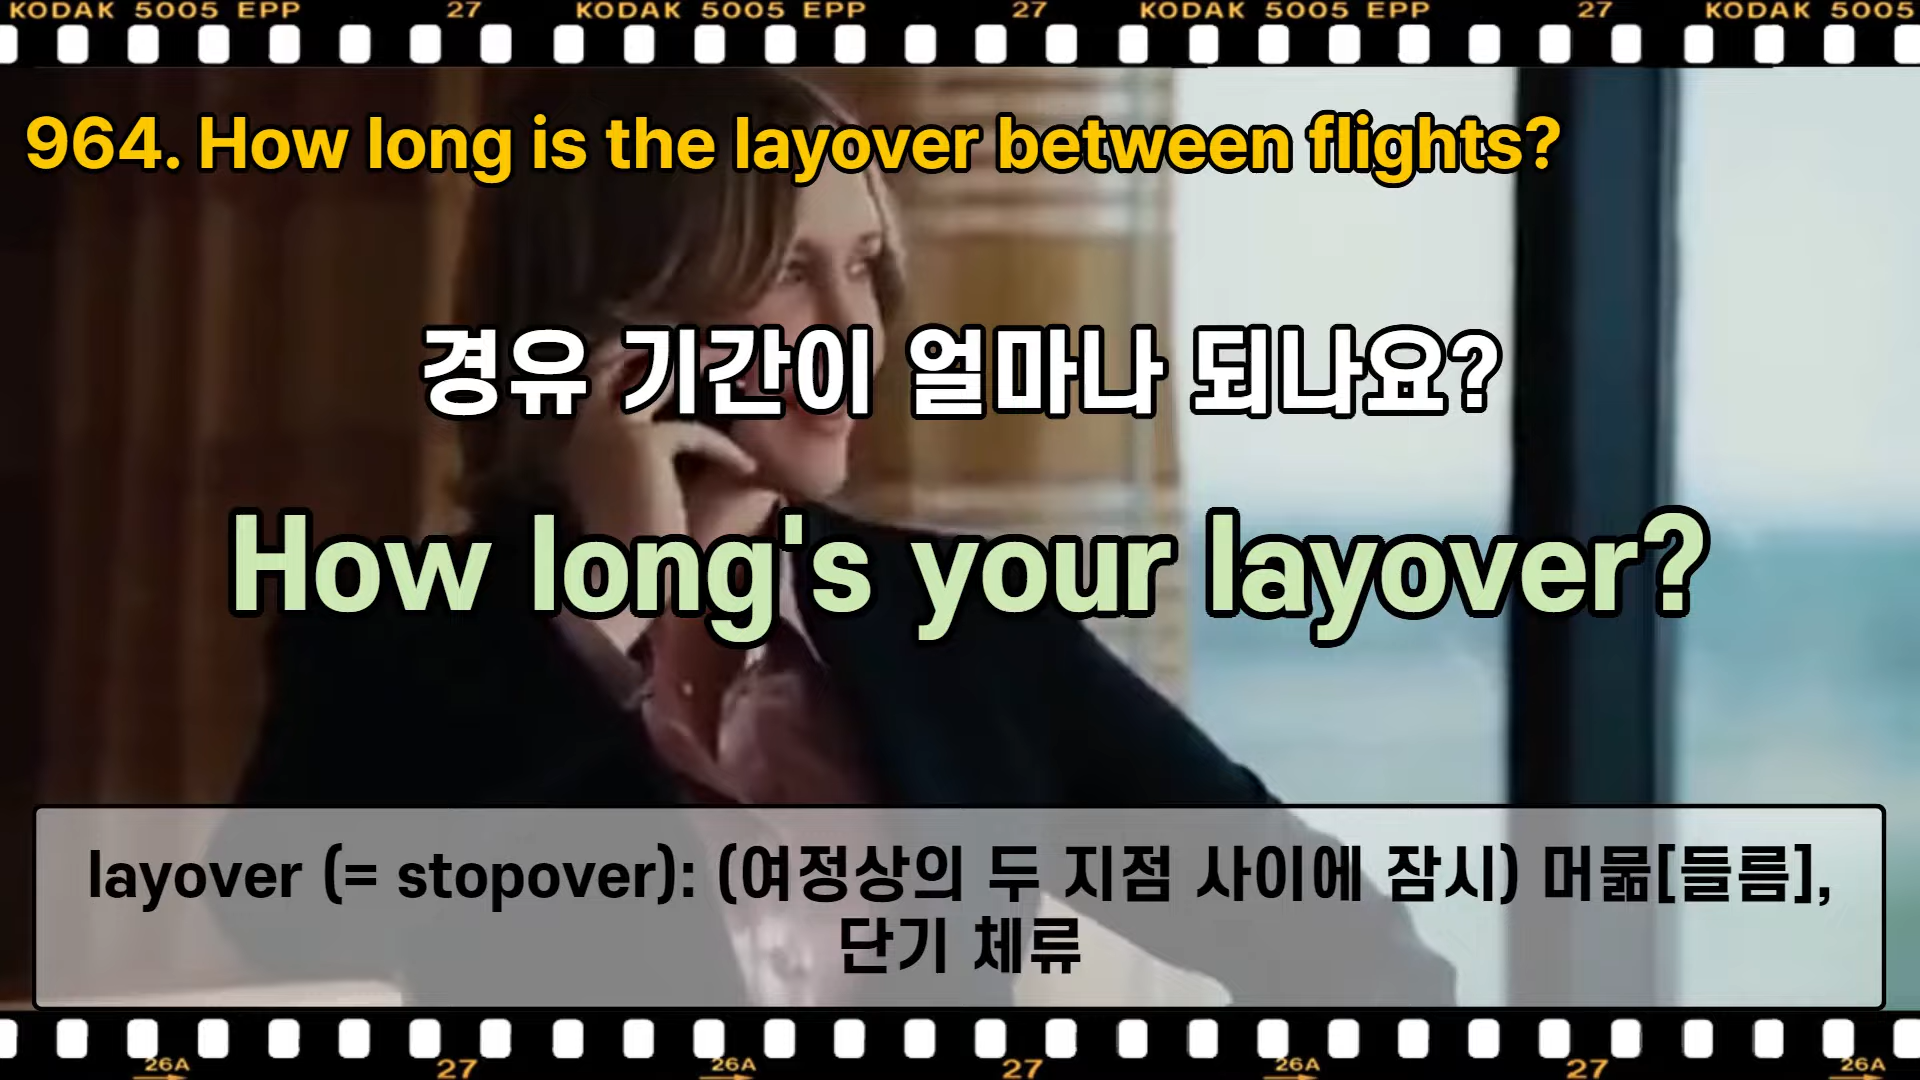 KODAK 5005 EPP 27 KODAK 5005 EPP 27 KODAK 5005 EPP 27 KODAK 5005
964. How long is the layover between flights?
경유 기간이 얼마나 되나요?
How long's your layover?
layover (= stopover): (여정상의 두 지점 사이에 잠시) 머묾[들름],
단기 체류
26A 27 26A 27 26A 27 26A